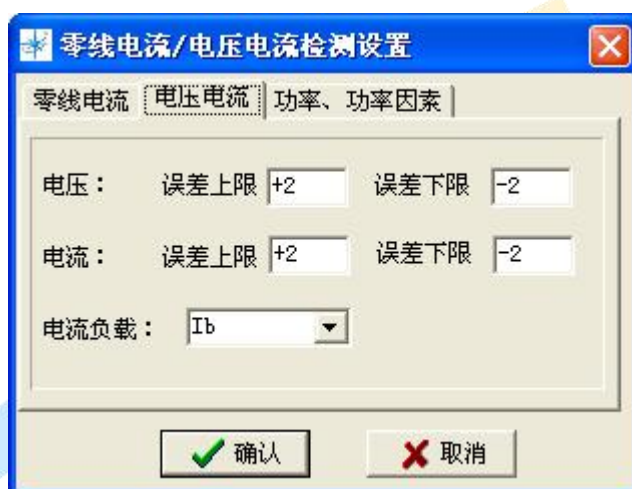 零线电流/电压电流检测设置
零线电流 电压电流 功率、功率因素
电压： 误差上限 +2 误差下限 -2
电流： 误差上限 +2 误差下限 -2
电流负载： Ib
确认 取消